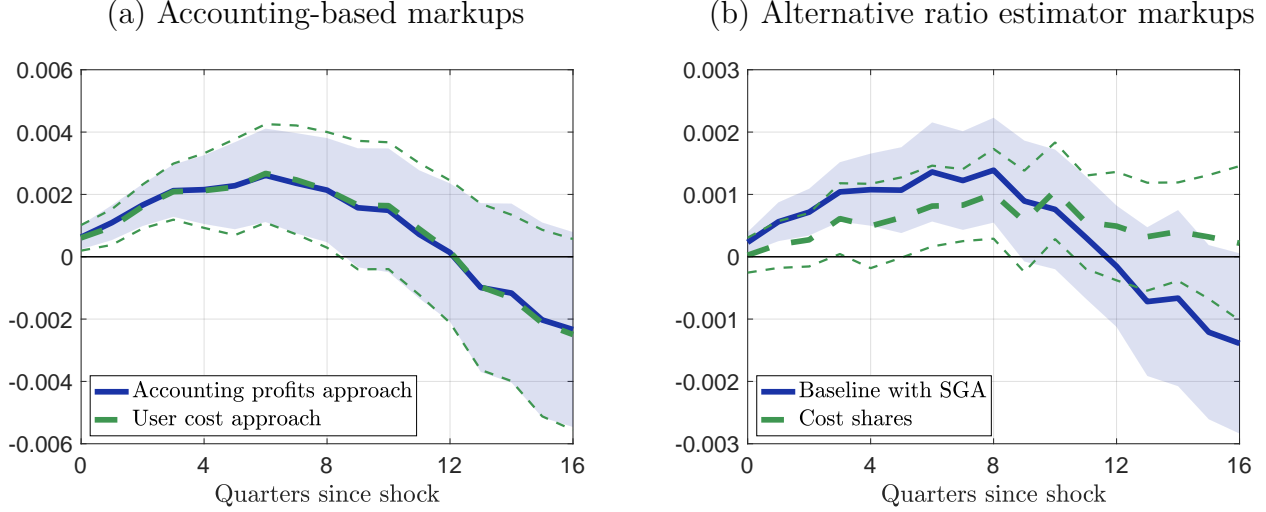 (a) Accounting-based markups
0.006
0.004
0.002
0
-0.002
-0.004
-0.006
Accounting profits approach
User cost approach
0 4 8 12 16
Quarters since shock
(b) Alternative ratio estimator markups
0.003
0.002
0.001
0
-0.001
-0.002
-0.003
Baseline with SGA
Cost shares
0 4 8 12 16
Quarters since shock